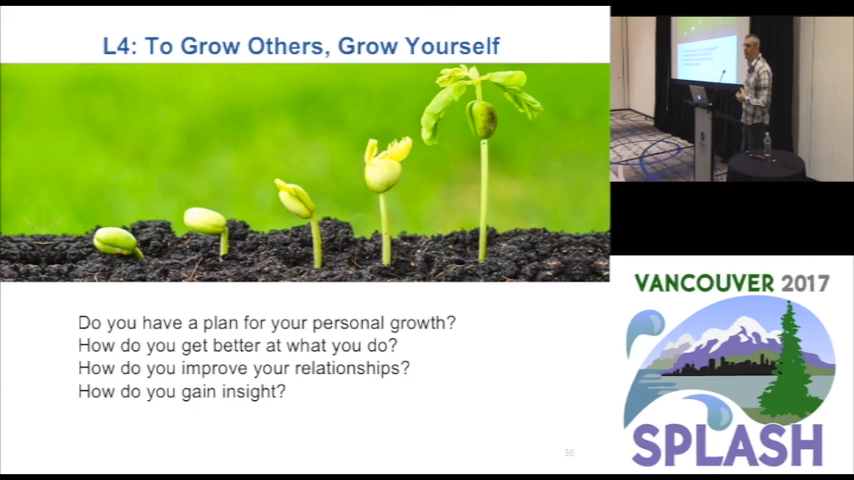 L4: To Grow Others, Grow Yourself
Do you have a plan for your personal growth?
How do you get better at what you do?
How do you improve your relationships?
How do you gain insight?
36
VANCOUVER 2017
SPLASH